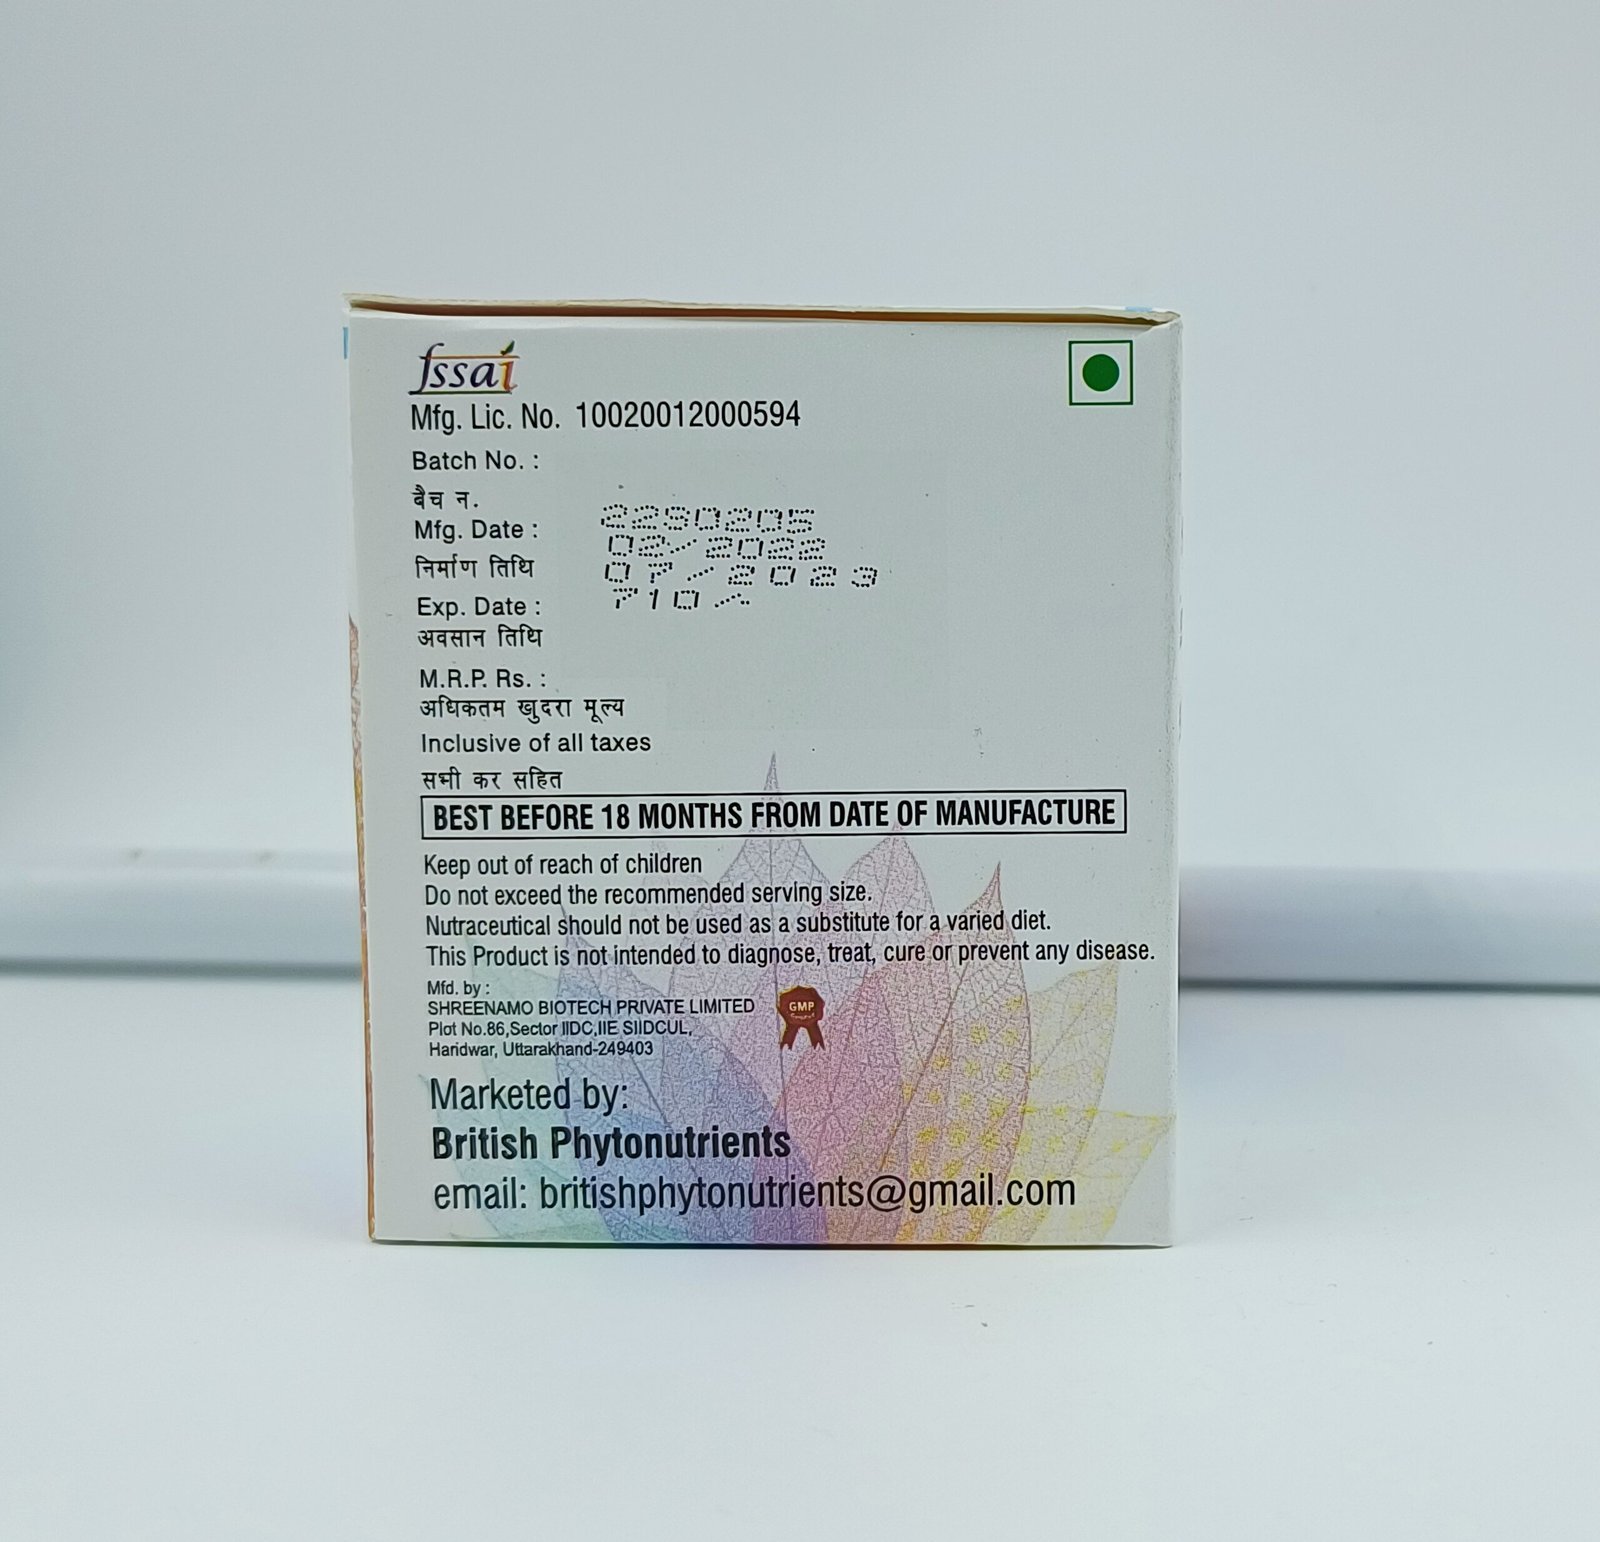 fssai
Mfg. Lic. No. 10020012000594
Batch No. :
बैच न.
22S0205
Mfg. Date :
02/2022
निर्माण तिथि
07/2023
Exp. Date :
710/-
अवसान तिथि
M.R.P. Rs. :
अधिकतम खुदरा मूल्य
Inclusive of all taxes
सभी कर सहित
BEST BEFORE 18 MONTHS FROM DATE OF MANUFACTURE
Keep out of reach of children
Do not exceed the recommended serving size.
Nutraceutical should not be used as a substitute for a varied diet.
This Product is not intended to diagnose, treat, cure or prevent any disease.
Mfd. by :
SHREENAMO BIOTECH PRIVATE LIMITED
Plot No.86,Sector IIDC,IIE SIIDCUL,
Haridwar, Uttarakhand-249403
GMP
Marketed by:
British Phytonutrients
email: britishphytonutrients@gmail.com